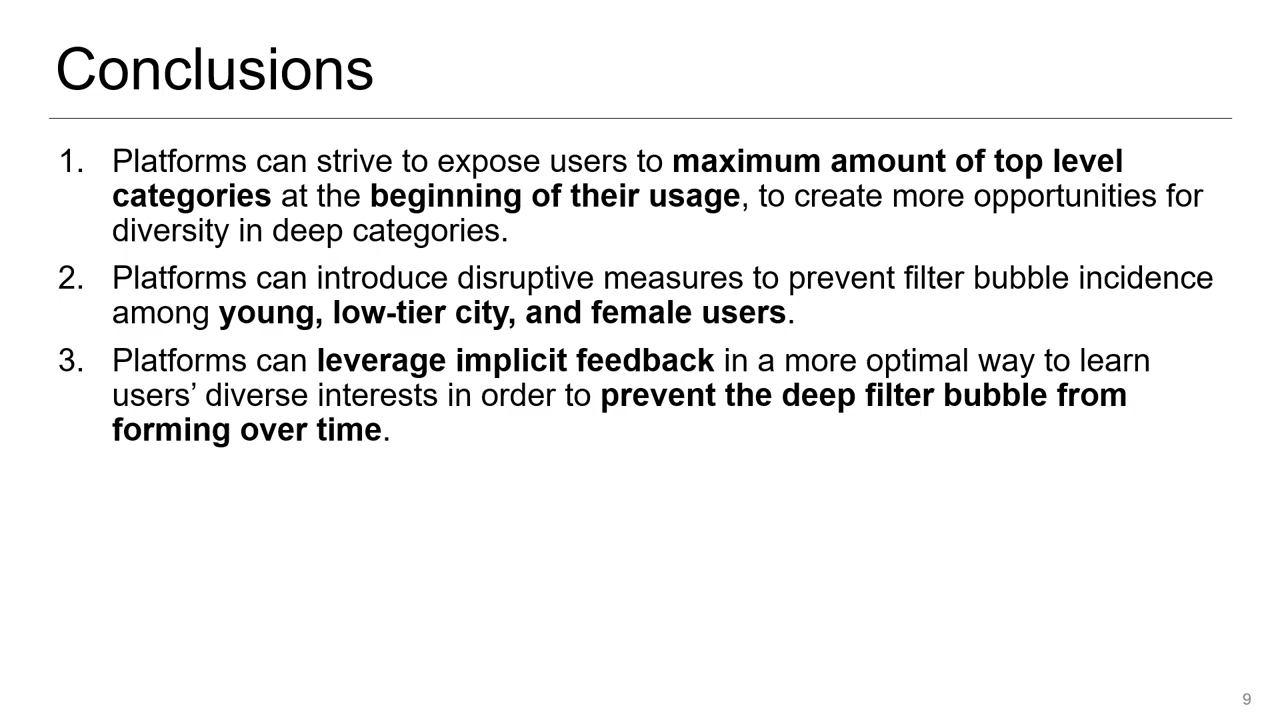 Conclusions
1. Platforms can strive to expose users to maximum amount of top level
categories at the beginning of their usage, to create more opportunities for
diversity in deep categories.
2. Platforms can introduce disruptive measures to prevent filter bubble incidence
among young, low-tier city, and female users.
3. Platforms can leverage implicit feedback in a more optimal way to learn
users’ diverse interests in order to prevent the deep filter bubble from
forming over time.
9